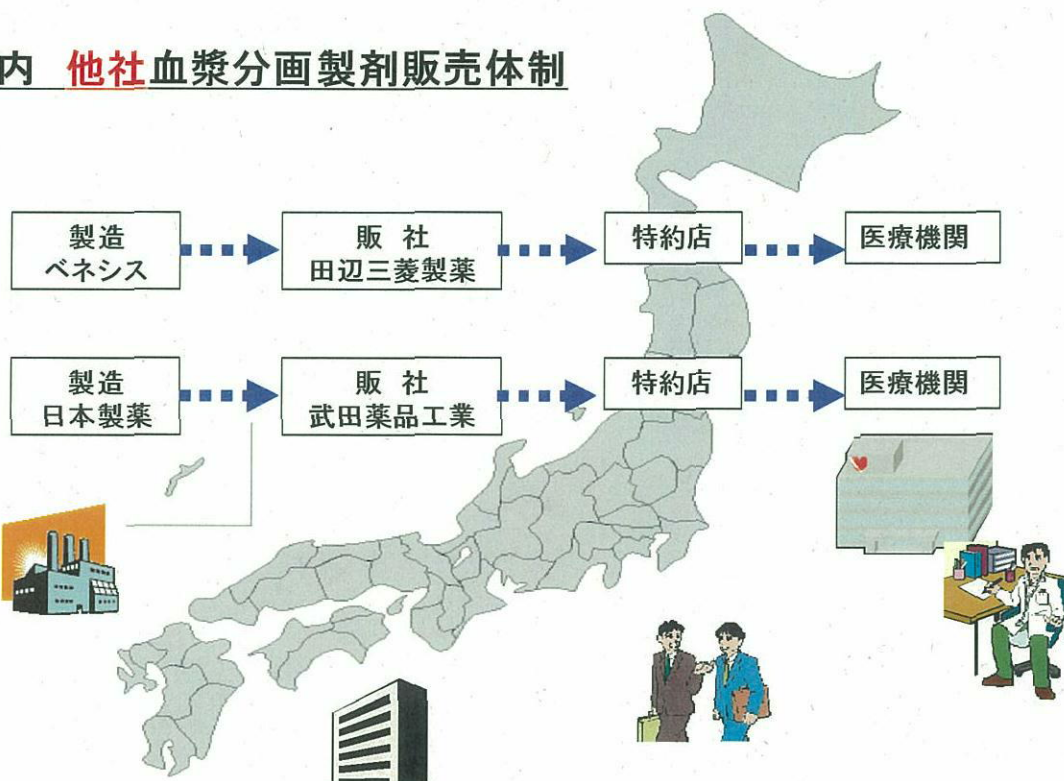 内 他社血漿分画製剤販売体制
製造
ベネシス
販 社
田辺三菱製薬
特約店
医療機関
製造
日本製薬
販 社
武田薬品工業
特約店
医療機関